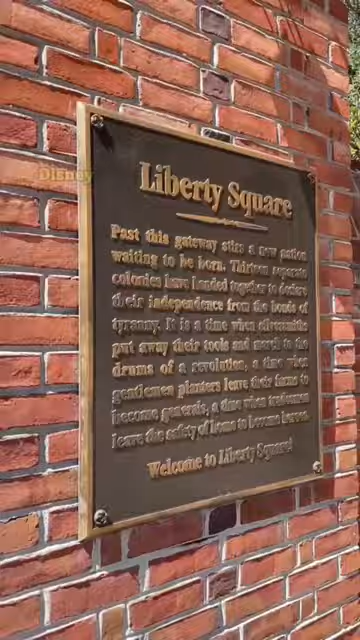 Disney
Liberty Square
Past this gateway stirs a new nation
waiting to be born. Thirteen separate
colonies have banded together to declare
their independence from the bonds of
tyranny. It is a time when silversmiths
put away their tools and march to the
drums of a revolution, a time when
gentlemen planters leave their farms to
become generals, a time when tradesmen
leave the safety of home to become heroes.
Welcome to Liberty Square!